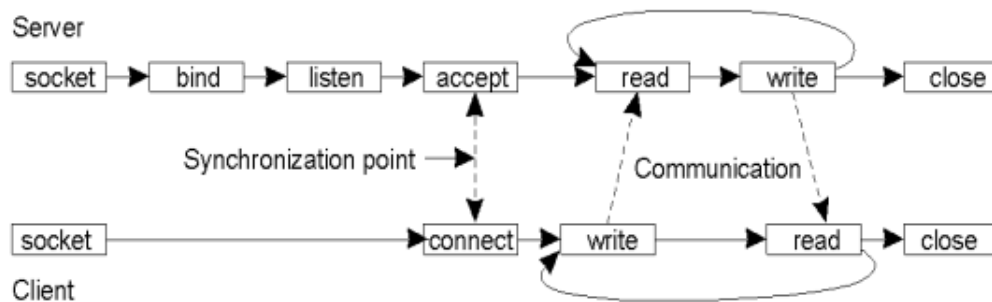 Server
socket bind listen accept read write close
Synchronization point
Communication
socket connect write read close
Client